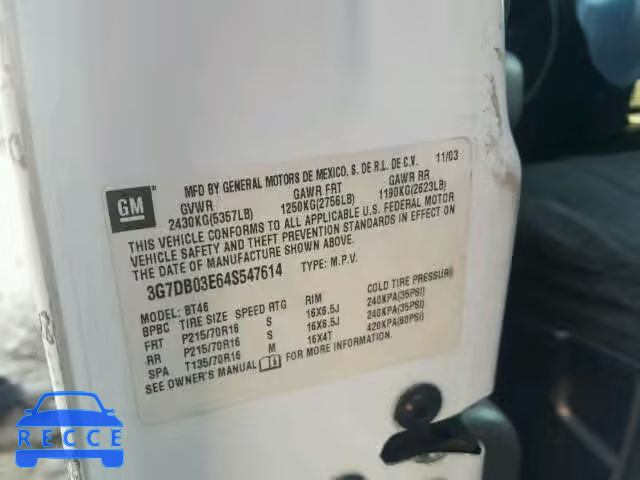 GM
MFD BY GENERAL MOTORS DE MEXICO, S. DE R.L. DE C.V. 11/03
GVWR GAWR FRT GAWR RR
2430KG(5357LB) 1250KG(2756LB) 1190KG(2623LB)
THIS VEHICLE CONFORMS TO ALL APPLICABLE U.S. FEDERAL MOTOR
VEHICLE SAFETY AND THEFT PREVENTION STANDARDS IN EFFECT ON
THE DATE OF MANUFACTURE SHOWN ABOVE.
3G7DB03E64S547614 TYPE: M.P.V.
MODEL: BT46
BPBC TIRE SIZE SPEED RTG RIM COLD TIRE PRESSURE
FRT P215/70R16 S 16X6.5J 240KPA(35PSI)
RR P215/70R16 S 16X6.5J 240KPA(35PSI)
SPA T135/70R16 M 16X4T 420KPA(60PSI)
SEE OWNER'S MANUAL FOR MORE INFORMATION.
RECCE